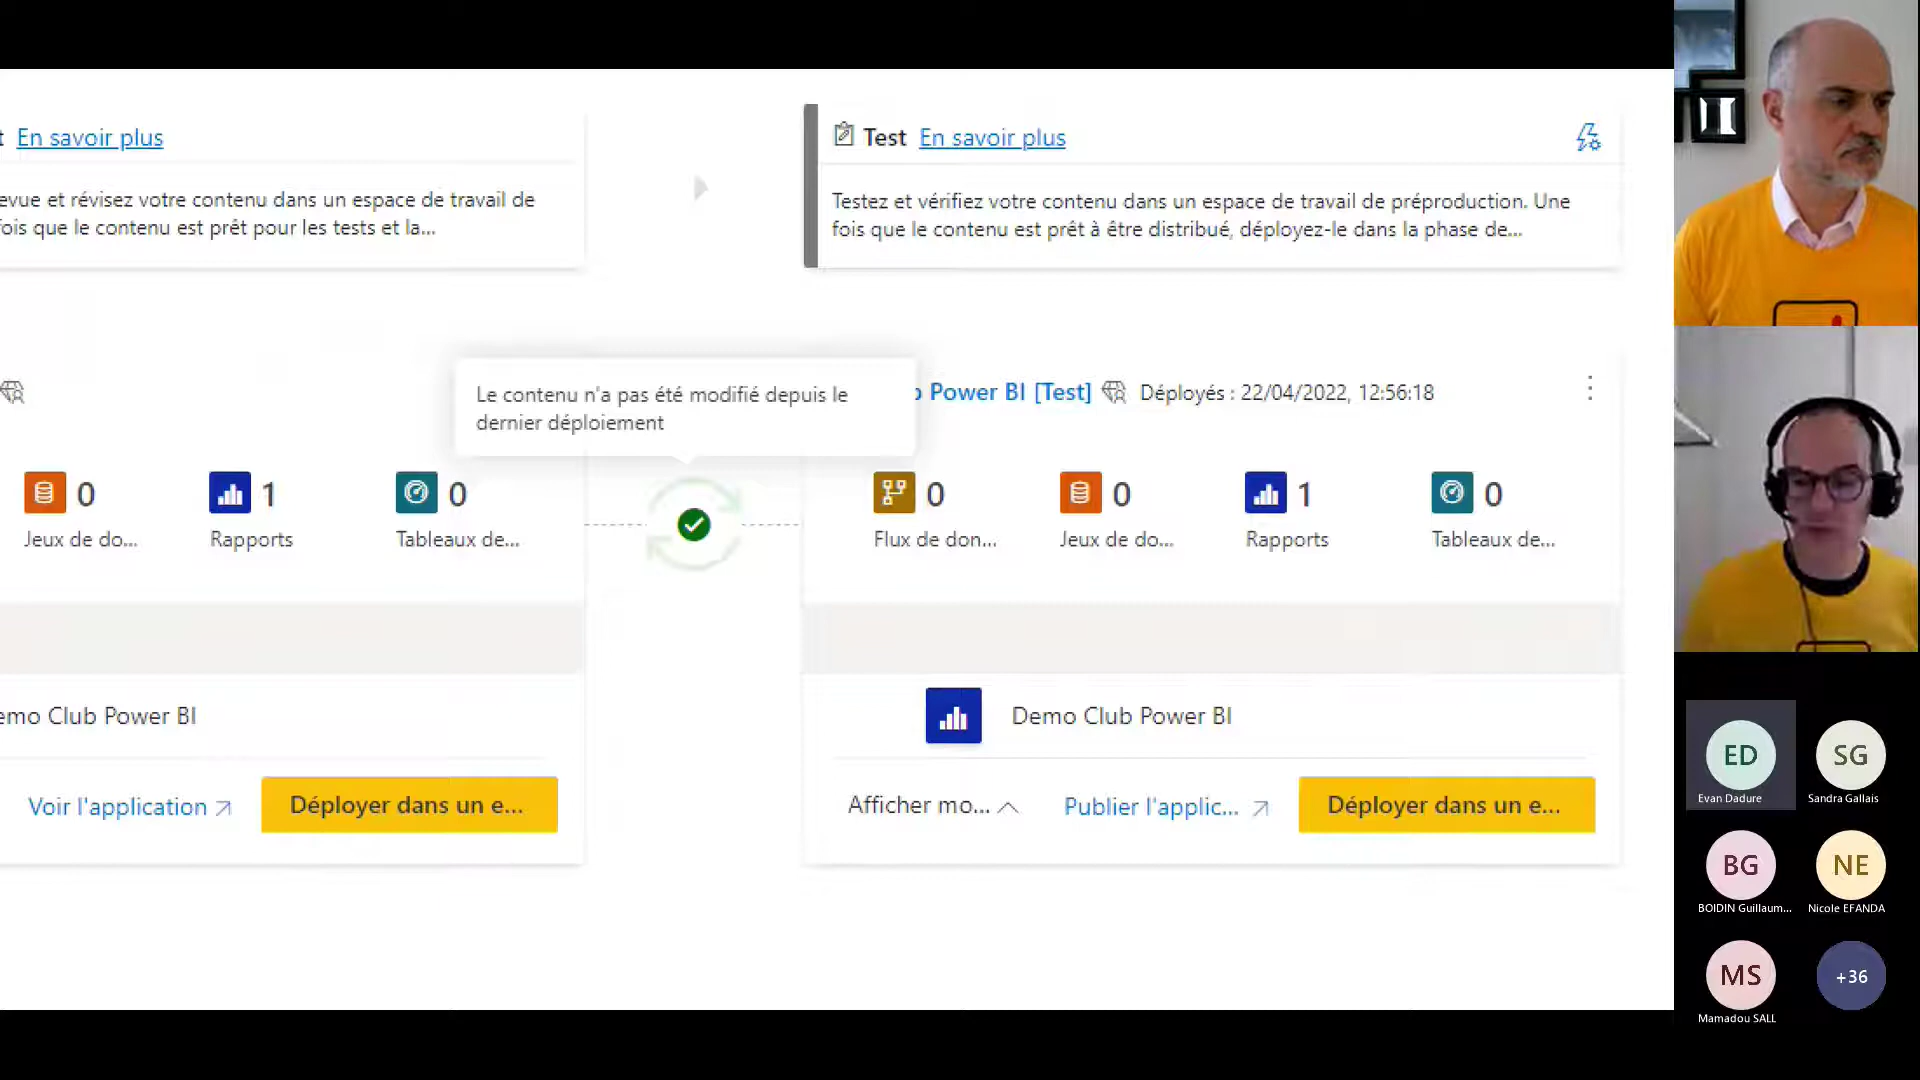 t En savoir plus
evue et révisez votre contenu dans un espace de travail de
ois que le contenu est prêt pour les tests et la...
Test En savoir plus
Testez et vérifiez votre contenu dans un espace de travail de préproduction. Une
fois que le contenu est prêt à être distribué, déployez-le dans la phase de...
Le contenu n'a pas été modifié depuis le
dernier déploiement
Power BI [Test] Déployés : 22/04/2022, 12:56:18
0 1 0
Jeux de do... Rapports Tableaux de...
0 0 1 0
Flux de don... Jeux de do... Rapports Tableaux de...
emo Club Power BI
Demo Club Power BI
Voir l'application Déployer dans un e...
Afficher mo... Publier l'applic... Déployer dans un e...
ED SG
Evan Dadure Sandra Gallais
BG NE
BOIDIN Guillaum... Nicole EFANDA
MS +36
Mamadou SALL